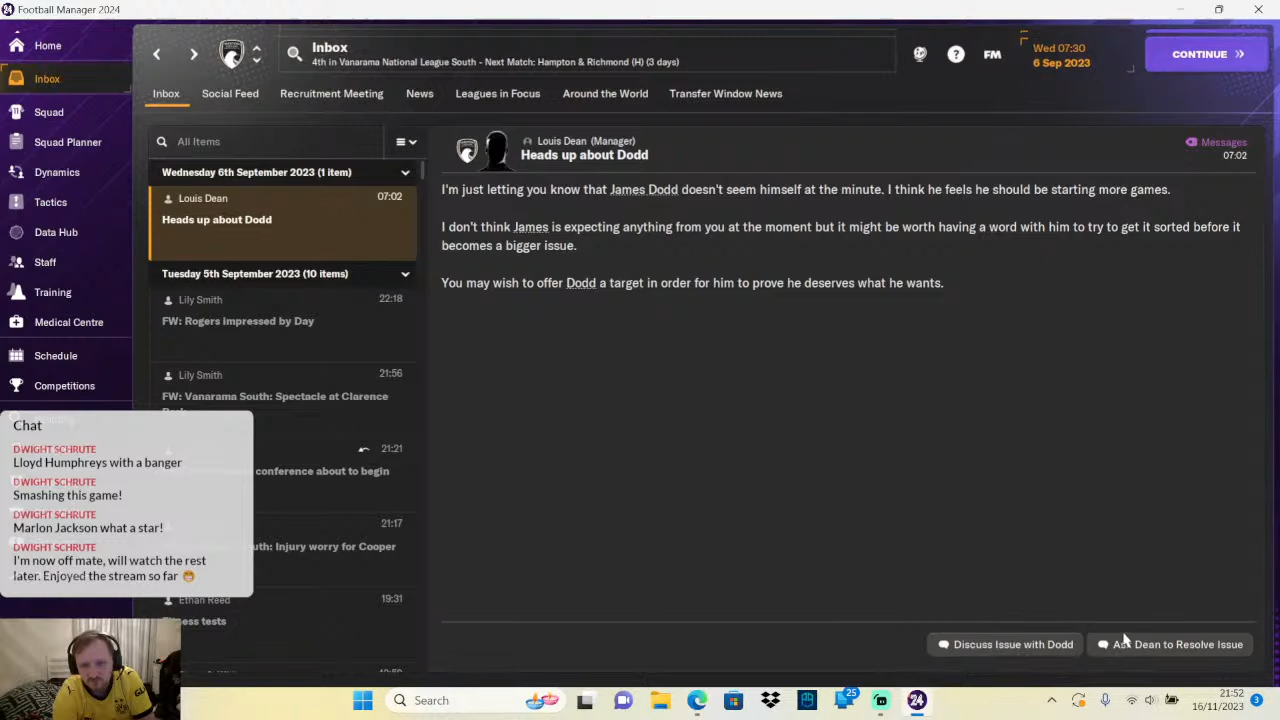 Football Manager 2024
Home
Inbox
Squad
Squad Planner
Dynamics
Tactics
Data Hub
Staff
Training
Medical Centre
Schedule
Competitions
Inbox
4th in Vanarama National League South - Next Match: Hampton & Richmond (H) (3 days)
FM
Wed 07:30
6 Sep 2023
CONTINUE
Inbox
Social Feed
Recruitment Meeting
News
Leagues in Focus
Around the World
Transfer Window News
All Items
Wednesday 6th September 2023 (1 item)
Louis Dean
07:02
Heads up about Dodd
Tuesday 5th September 2023 (10 items)
Lily Smith
22:18
FW: Rogers impressed by Day
Lily Smith
21:56
FW: Vanarama South: Spectacle at Clarence
21:21
conference about to begin
21:17
uth: Injury worry for Cooper
Ethan Reed
19:31
ess tests
Louis Dean (Manager)
Heads up about Dodd
Messages
07:02
I'm just letting you know that James Dodd doesn't seem himself at the minute. I think he feels he should be starting more games.
I don't think James is expecting anything from you at the moment but it might be worth having a word with him to try to get it sorted before it
becomes a bigger issue.
You may wish to offer Dodd a target in order for him to prove he deserves what he wants.
Discuss Issue with Dodd
Ask Dean to Resolve Issue
Chat
DWIGHT SCHRUTE
Lloyd Humphreys with a banger
DWIGHT SCHRUTE
Smashing this game!
DWIGHT SCHRUTE
Marlon Jackson what a star!
DWIGHT SCHRUTE
I'm now off mate, will watch the rest
later. Enjoyed the stream so far 😁
Search
25
24
21:52
16/11/2023
3